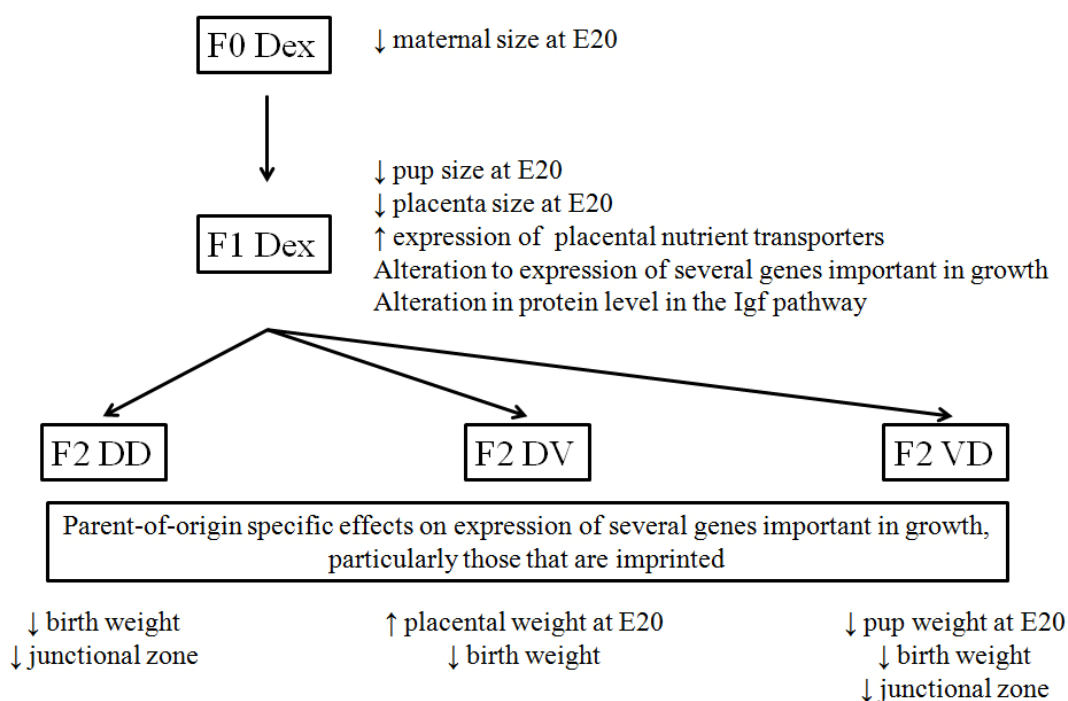 F0 Dex
↓ maternal size at E20
↓ pup size at E20
↓ placenta size at E20
F1 Dex
↑ expression of placental nutrient transporters
Alteration to expression of several genes important in growth
Alteration in protein level in the Igf pathway
F2 DD
F2 DV
F2 VD
Parent-of-origin specific effects on expression of several genes important in growth,
particularly those that are imprinted
↓ birth weight
↓ junctional zone
↑ placental weight at E20
↓ birth weight
↓ pup weight at E20
↓ birth weight
↓ junctional zone